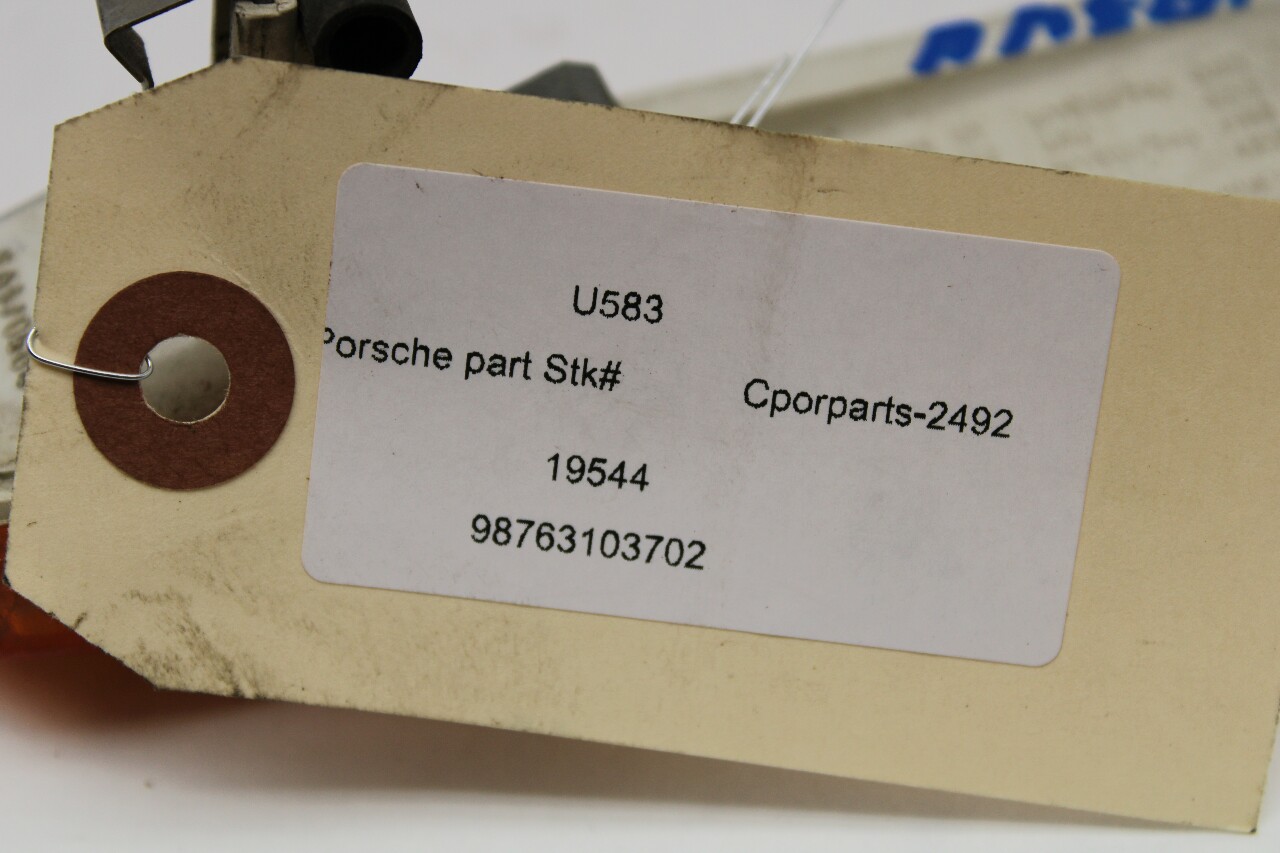 U583
Porsche part Stk#
Cporparts-2492
19544
98763103702